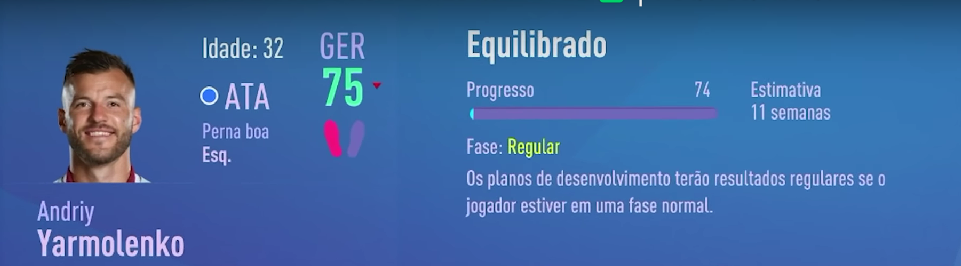 Idade: 32
GER
ATA
75
Perna boa
Esq.
Andriy
Yarmolenko
Equilibrado
Progresso
74
Estimativa
11 semanas
Fase: Regular
Os planos de desenvolvimento terão resultados regulares se o
jogador estiver em uma fase normal.